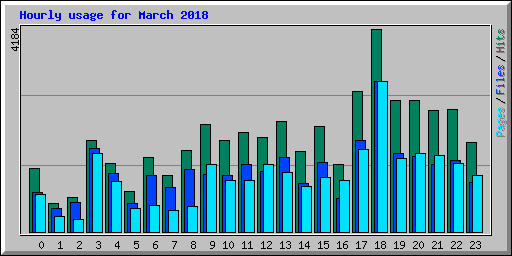 Hourly usage for March 2018
4184
Pages/Files/Hits
0 1 2 3 4 5 6 7 8 9 10 11 12 13 14 15 16 17 18 19 20 21 22 23